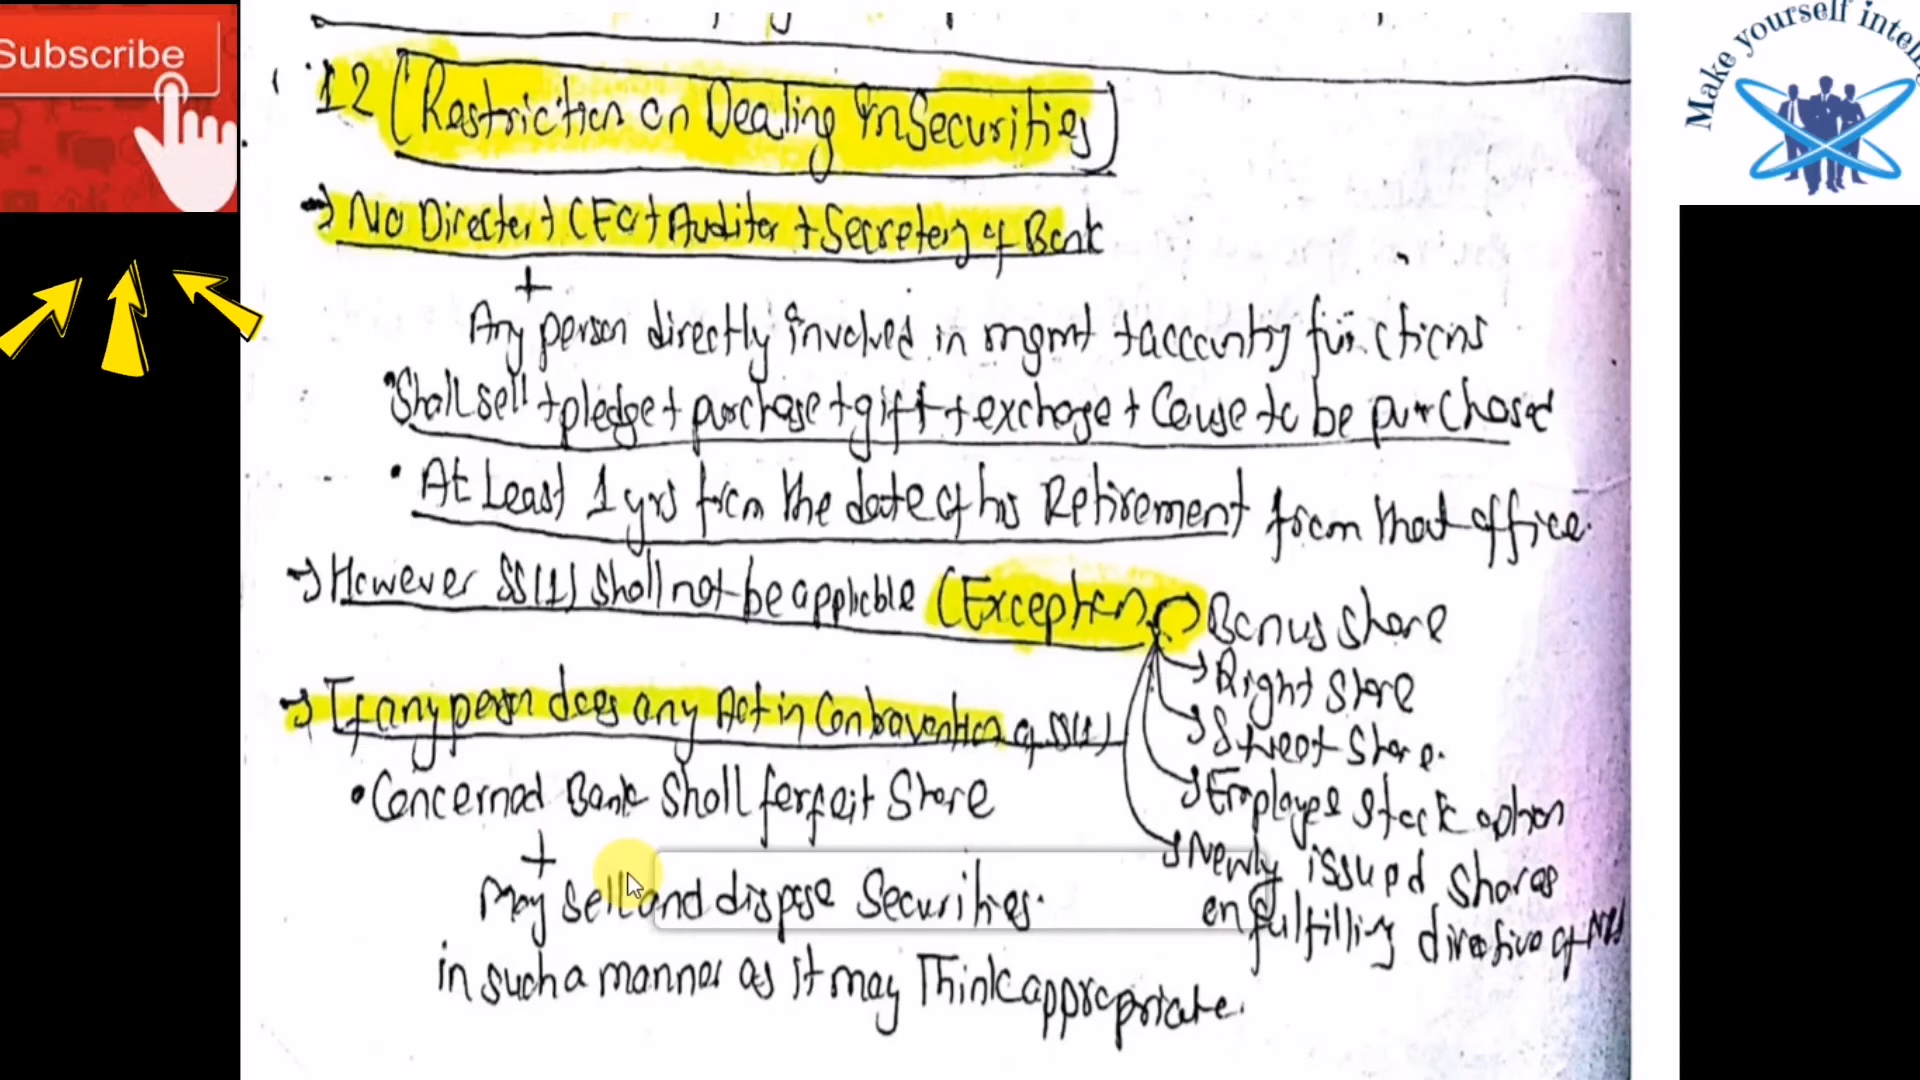 Subscribe
Make yourself intelli
12 (Restriction on Dealing in Securities)
→ No Director + CEO + Auditor + Secretery of Bank
+
Any person directly involved in mgmt + accounting functions
• Shall sell + pledge + purchase + gift + exchange + Cause to be purchased
• At Least 1 yrs from the date of his Retirement from that office.
→ However SS(1) shall not be applicble (Exception
→ Bonus share
→ Right Share
→ Sweat Share.
→ Employee stock option
→ Newly issued shares
on fulfilling directive of
→ If any person does any Act in Contravention of SS(1)
• Concerned Bank Shall forfeit Share
+
May sell and dispose Securities.
in such a manner as it may Think appropriate.